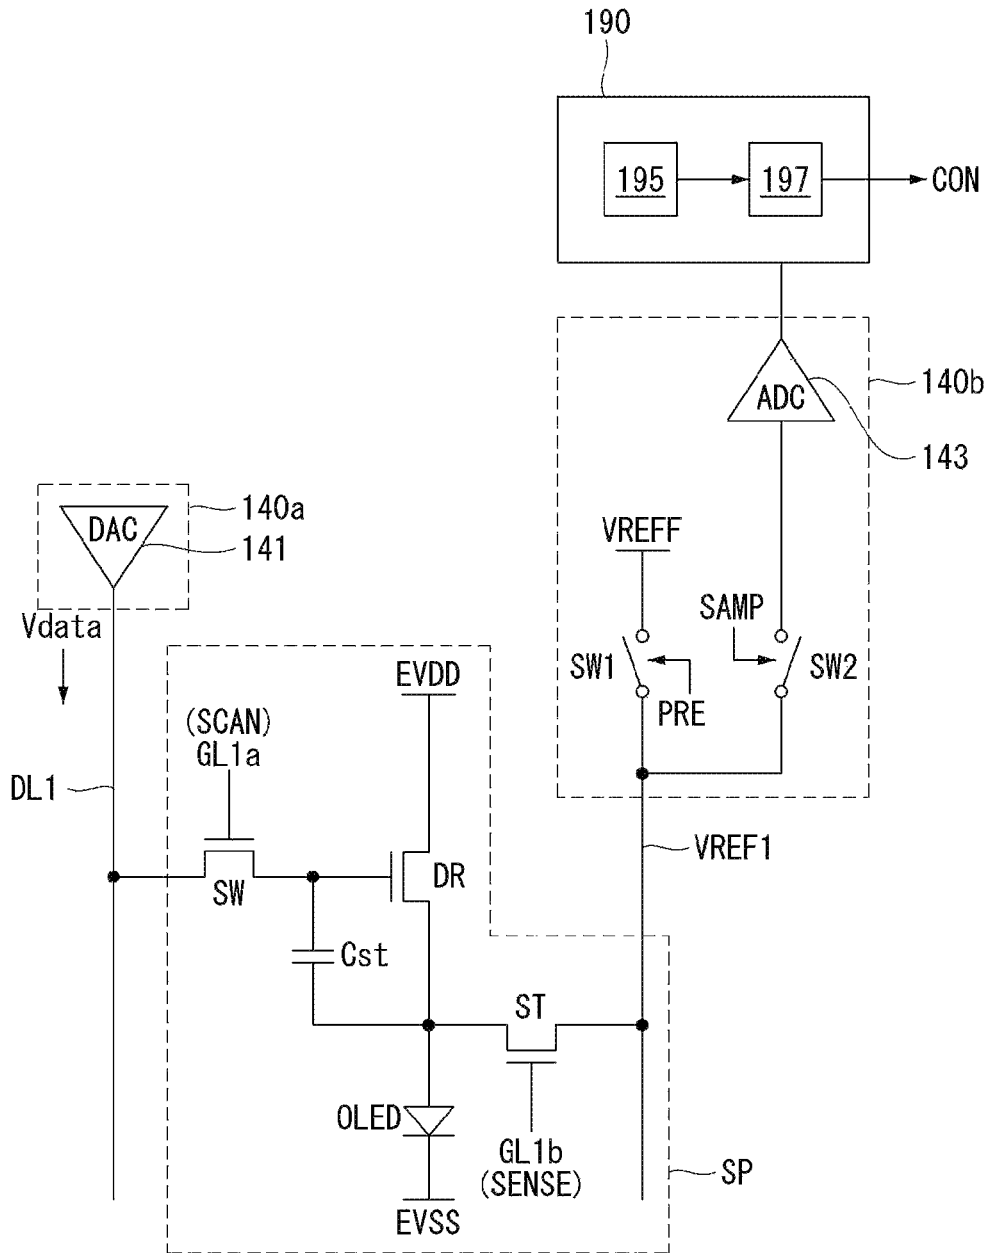 190
195
197
CON
ADC
140b
143
DAC
140a
141
VREFF
Vdata
SAMP
SW1
SW2
EVDD
PRE
(SCAN)
GL1a
DL1
VREF1
SW
DR
Cst
ST
OLED
GL1b
(SENSE)
SP
EVSS